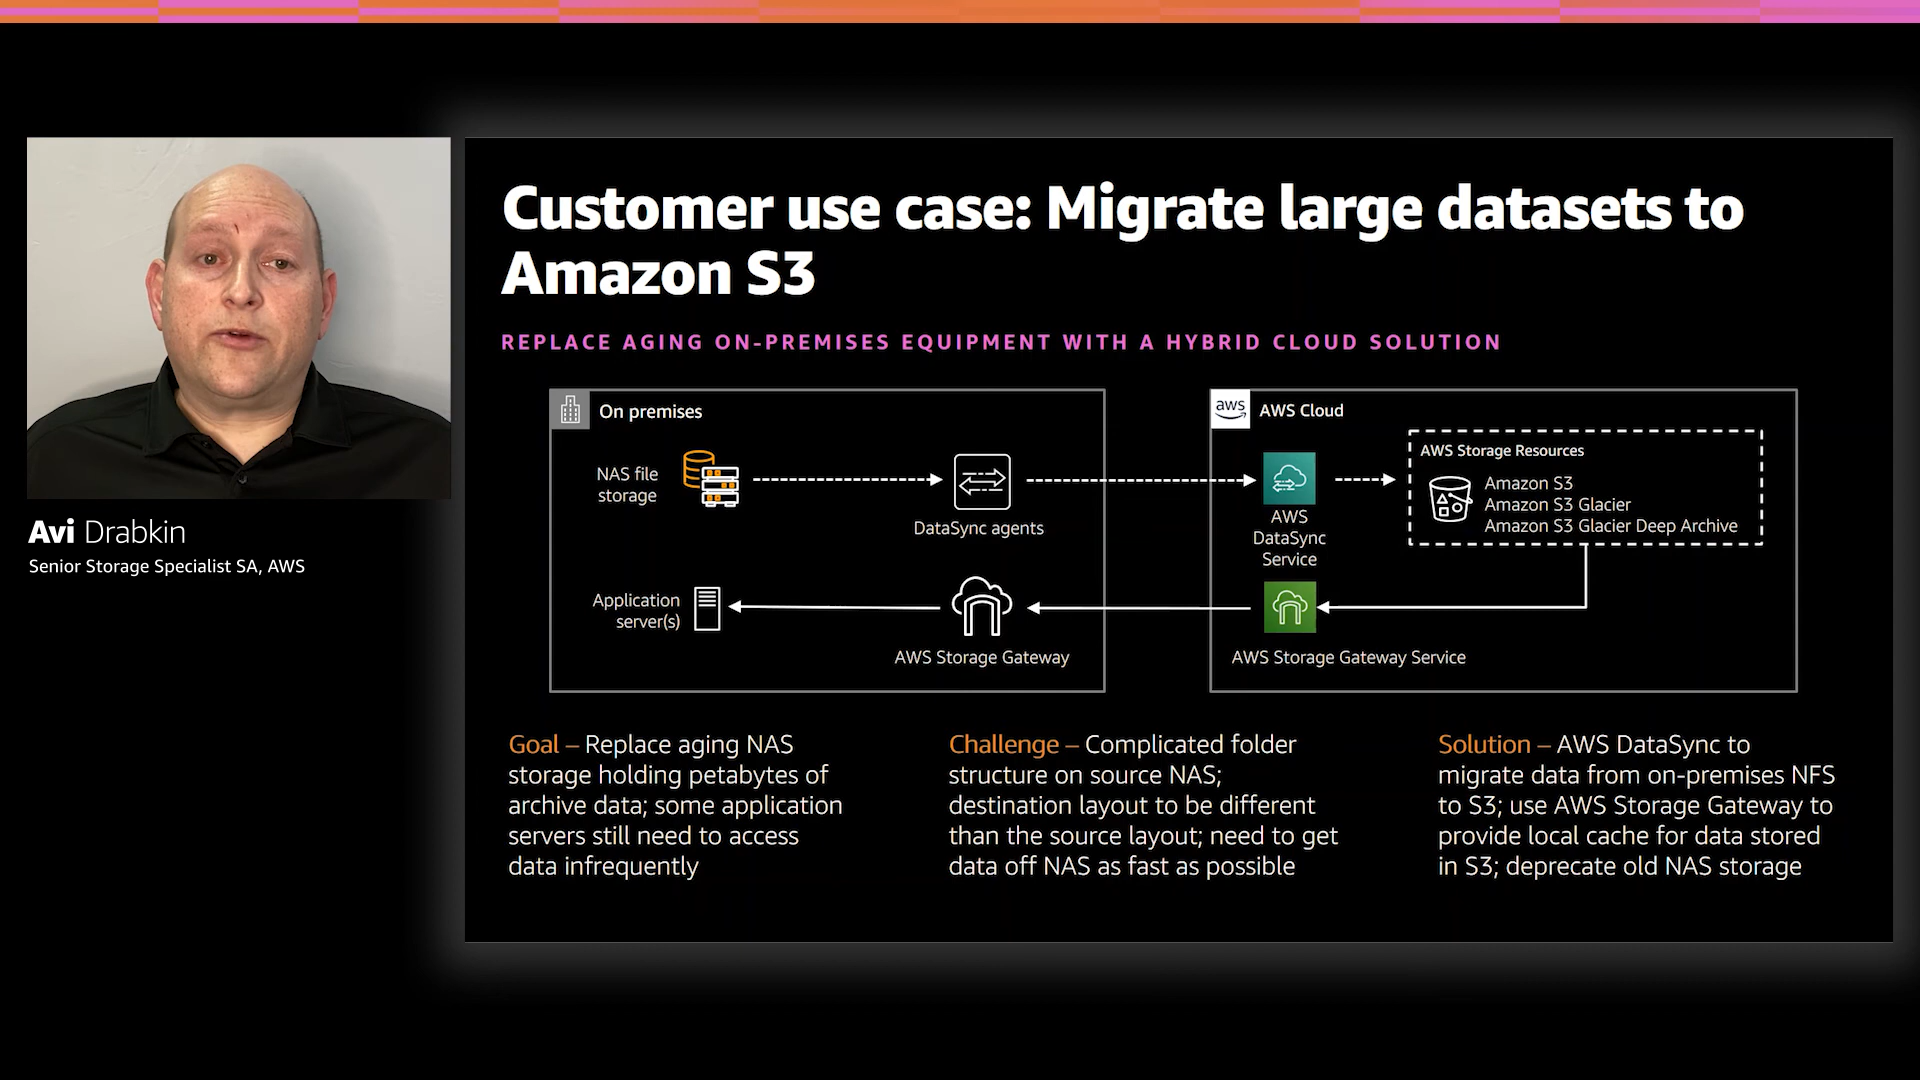 Customer use case: Migrate large datasets to
Amazon S3
REPLACE AGING ON-PREMISES EQUIPMENT WITH A HYBRID CLOUD SOLUTION
Avi Drabkin
Senior Storage Specialist SA, AWS
On premises
NAS file
storage
DataSync agents
Application
server(s)
AWS Storage Gateway
aws
AWS Cloud
AWS
DataSync
Service
AWS Storage Resources
Amazon S3
Amazon S3 Glacier
Amazon S3 Glacier Deep Archive
AWS Storage Gateway Service
Goal – Replace aging NAS
storage holding petabytes of
archive data; some application
servers still need to access
data infrequently
Challenge – Complicated folder
structure on source NAS;
destination layout to be different
than the source layout; need to get
data off NAS as fast as possible
Solution – AWS DataSync to
migrate data from on-premises NFS
to S3; use AWS Storage Gateway to
provide local cache for data stored
in S3; deprecate old NAS storage